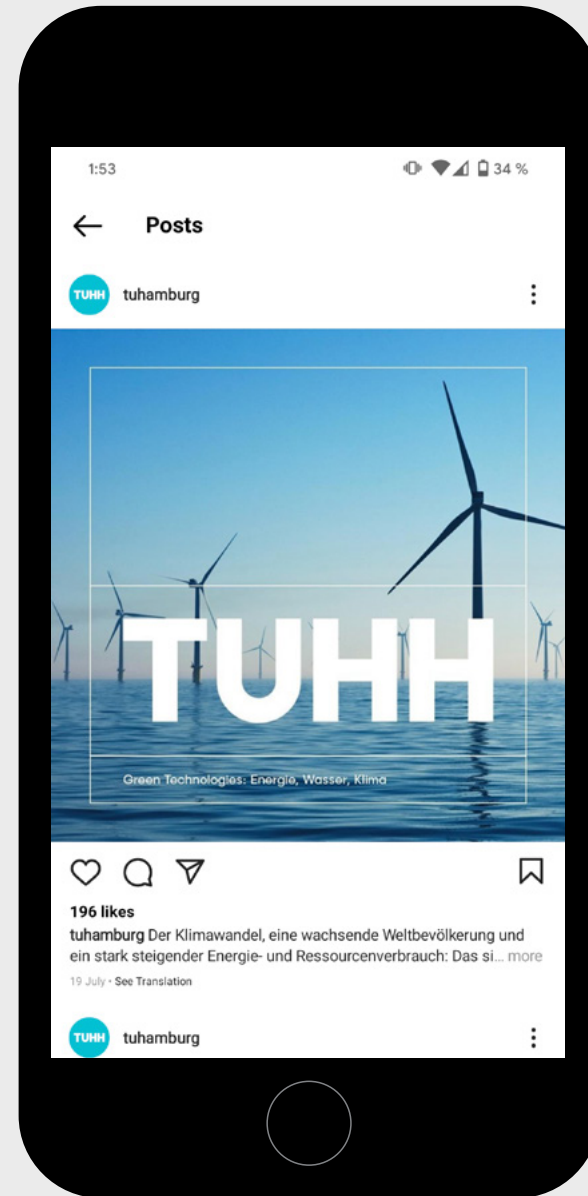 1:53 34 %
Posts
TUHH tuhamburg
TUHH
Green Technologies: Energie, Wasser, Klima
196 likes
tuhamburg Der Klimawandel, eine wachsende Weltbevölkerung und
ein stark steigender Energie- und Ressourcenverbrauch: Das si... more
19 July • See Translation
TUHH tuhamburg